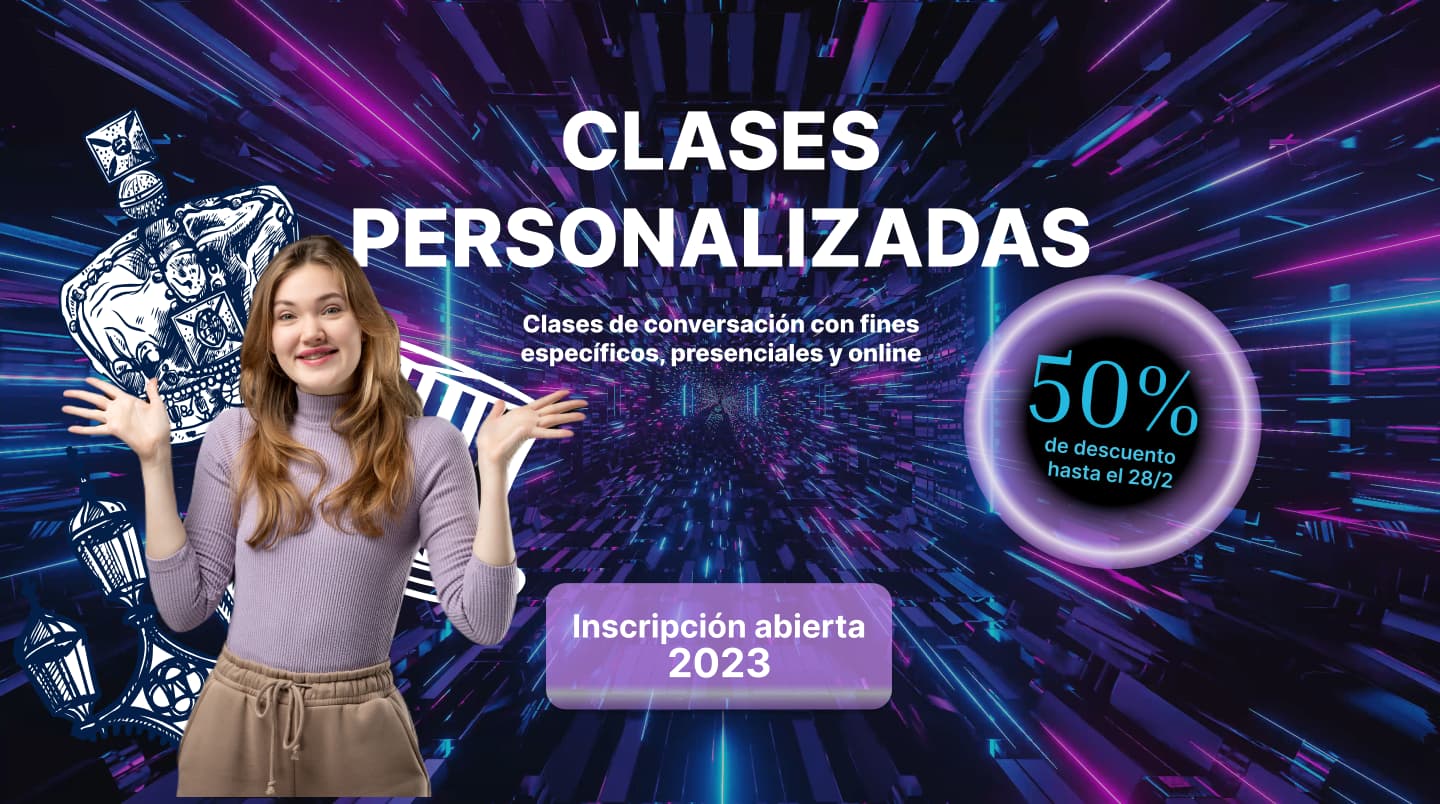 CLASES
PERSONALIZADAS
Clases de conversación con fines
específicos, presenciales y online
50%
de descuento
hasta el 28/2
Inscripción abierta
2023